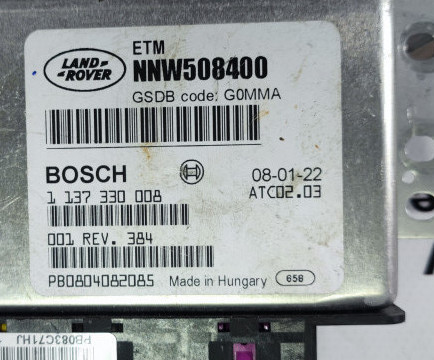 LAND-
ROVER
ETM
NNW508400
GSDB code: G0MMA
BOSCH
08-01-22
1 137 330 008
ATC02.03
001 REV. 384
PB0804082085
Made in Hungary
658
PB083C71HJ